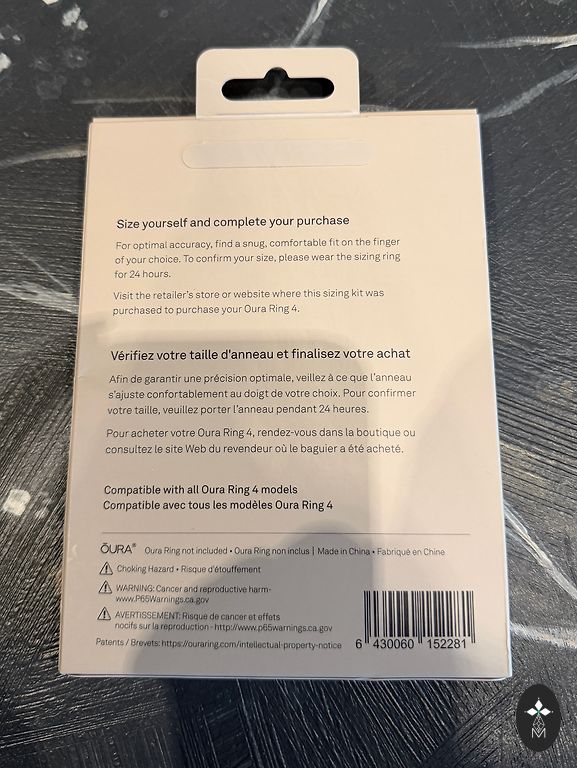 Size yourself and complete your purchase
For optimal accuracy, find a snug, comfortable fit on the finger
of your choice. To confirm your size, please wear the sizing ring
for 24 hours.
Visit the retailer's store or website where this sizing kit was
purchased to purchase your Oura Ring 4.
Vérifiez votre taille d'anneau et finalisez votre achat
Afin de garantir une précision optimale, veillez à ce que l'anneau
s'ajuste confortablement au doigt de votre choix. Pour confirmer
votre taille, veuillez porter l'anneau pendant 24 heures.
Pour acheter votre Oura Ring 4, rendez-vous dans la boutique ou
consultez le site Web du revendeur où le baguier a été acheté.
Compatible with all Oura Ring 4 models
Compatible avec tous les modèles Oura Ring 4
ŌURA® Oura Ring not included • Oura Ring non inclus | Made in China • Fabriqué en Chine
Choking Hazard • Risque d'étouffement
WARNING: Cancer and reproductive harm-
www.P65Warnings.ca.gov
AVERTISSEMENT: Risque de cancer et effets
nocifs sur la reproduction - http://www.p65warnings.ca.gov
Patents / Brevets: https://ouraring.com/intellectual-property-notice
6 430060 152281
M